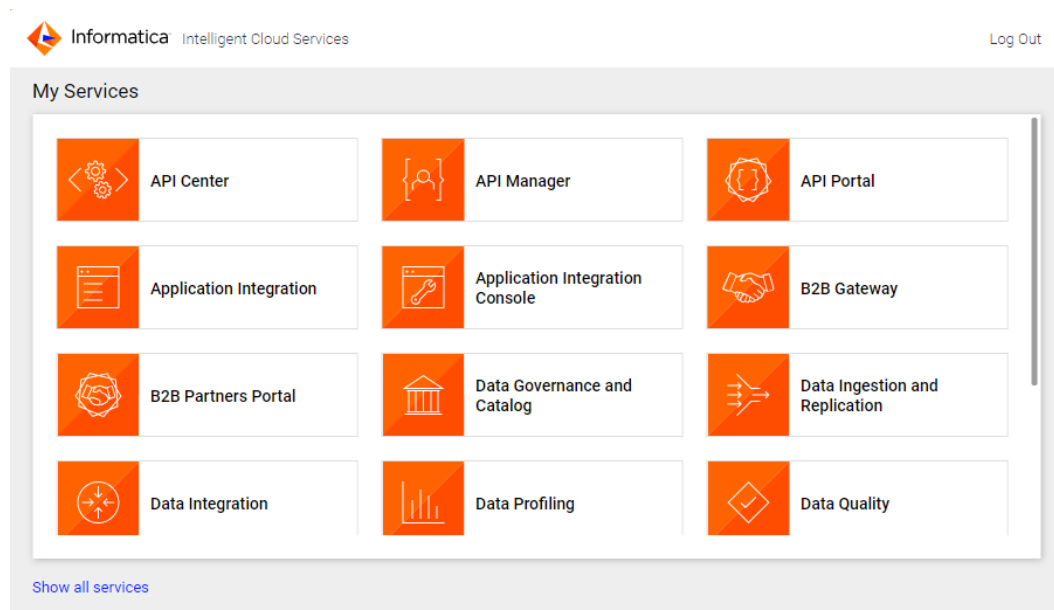 Informatica Intelligent Cloud Services
Log Out
My Services
API Center
API Manager
API Portal
Application Integration
Application Integration
Console
B2B Gateway
B2B Partners Portal
Data Governance and
Catalog
Data Ingestion and
Replication
Data Integration
Data Profiling
Data Quality
Show all services